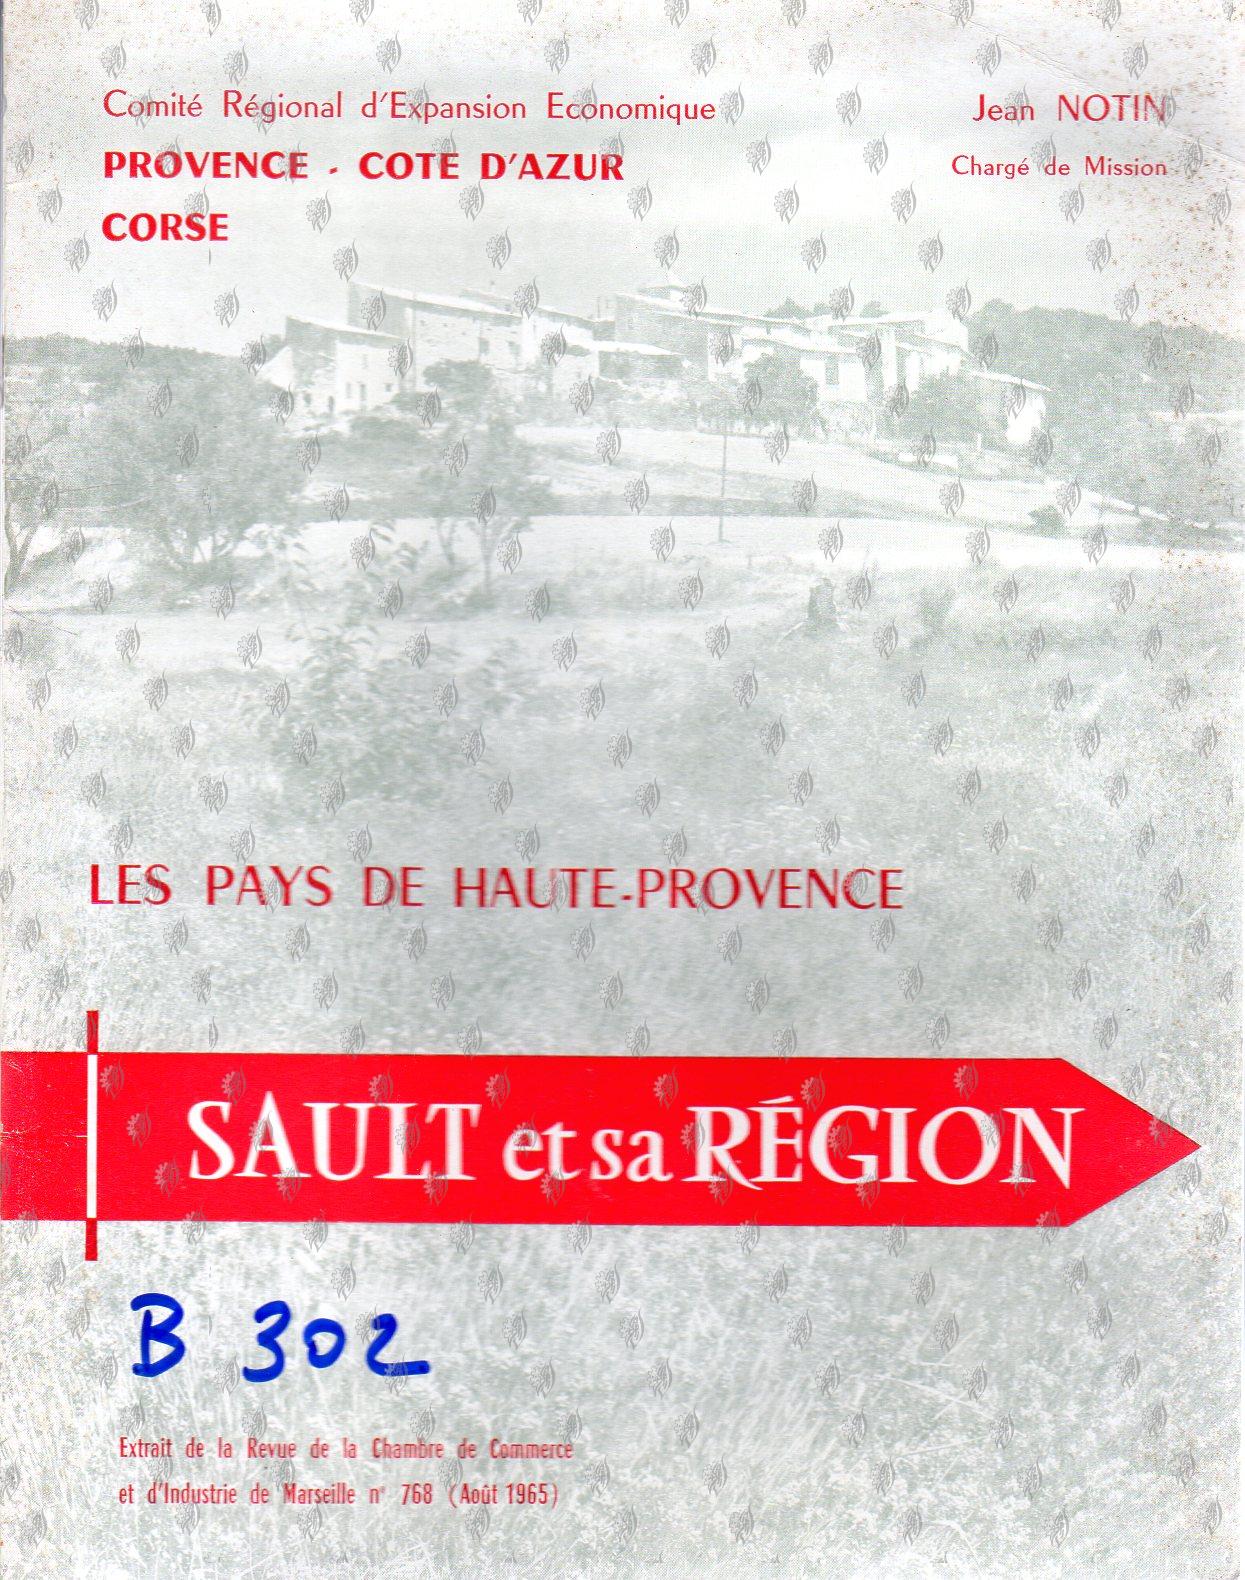 Comité Régional d'Expansion Economique
PROVENCE - COTE D'AZUR
CORSE
Jean NOTIN
Chargé de Mission
LES PAYS DE HAUTE-PROVENCE
SAULT et sa RÉGION
B 302
Extrait de la Revue de la Chambre de Commerce
et d'Industrie de Marseille n° 768 (Août 1965)